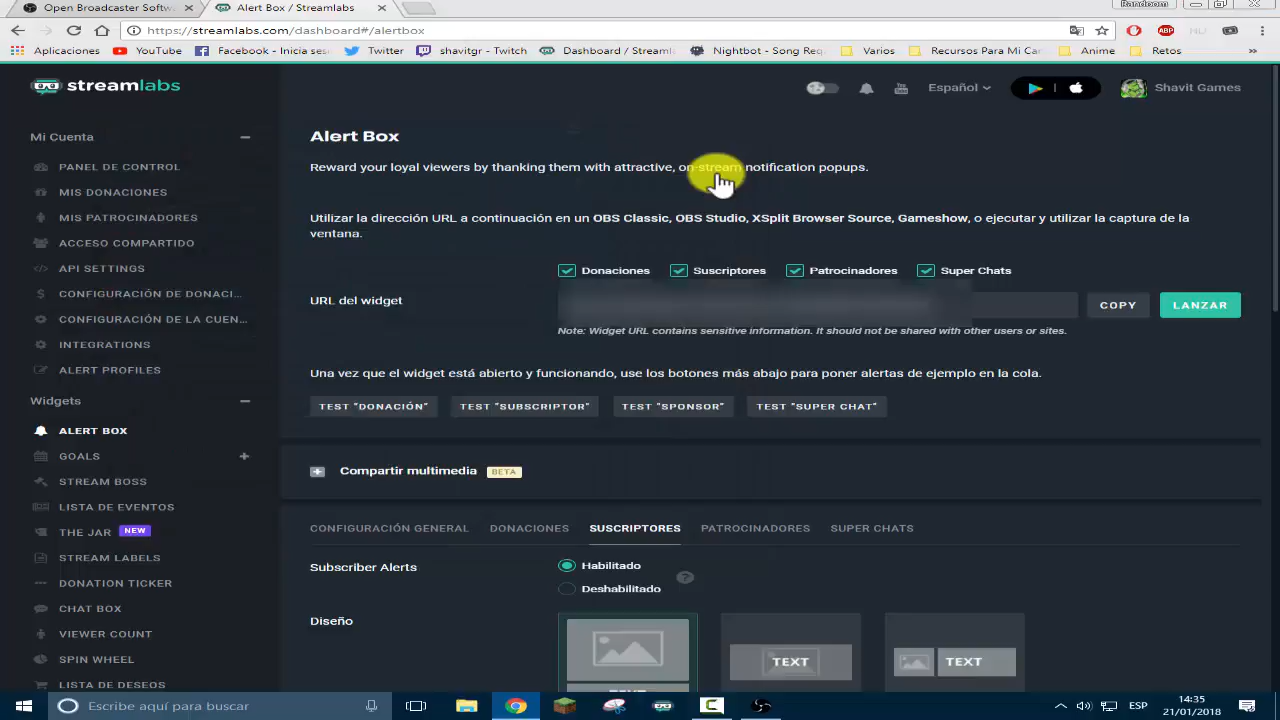 Open Broadcaster Softw
Alert Box / Streamlabs
Randoom
https://streamlabs.com/dashboard#/alertbox
Aplicaciones
YouTube
Facebook - Inicia ses
Twitter
shavitgr - Twitch
Dashboard / Streamla
Nightbot - Song Re
Varios
Recursos Para Mi Can
Anime
Retos
»
streamlabs
Español
Shavit Games
Mi Cuenta
PANEL DE CONTROL
MIS DONACIONES
MIS PATROCINADORES
ACCESO COMPARTIDO
API SETTINGS
CONFIGURACIÓN DE DONACI...
CONFIGURACIÓN DE LA CUEN...
INTEGRATIONS
ALERT PROFILES
Widgets
ALERT BOX
GOALS
STREAM BOSS
LISTA DE EVENTOS
THE JAR NEW
STREAM LABELS
DONATION TICKER
CHAT BOX
VIEWER COUNT
SPIN WHEEL
LISTA DE DESEOS
Alert Box
Reward your loyal viewers by thanking them with attractive, on-stream notification popups.
Utilizar la dirección URL a continuación en un OBS Classic, OBS Studio, XSplit Browser Source, Gameshow, o ejecutar y utilizar la captura de la
ventana.
Donaciones Suscriptores Patrocinadores Super Chats
URL del widget
COPY
LANZAR
Note: Widget URL contains sensitive information. It should not be shared with other users or sites.
Una vez que el widget está abierto y funcionando, use los botones más abajo para poner alertas de ejemplo en la cola.
TEST "DONACIÓN" TEST "SUBSCRIPTOR" TEST "SPONSOR" TEST "SUPER CHAT"
Compartir multimedia BETA
CONFIGURACIÓN GENERAL DONACIONES SUSCRIPTORES PATROCINADORES SUPER CHATS
Subscriber Alerts
Habilitado
Deshabilitado
?
Diseño
TEXT
TEXT
Escribe aquí para buscar
ESP
14:35
21/01/2018